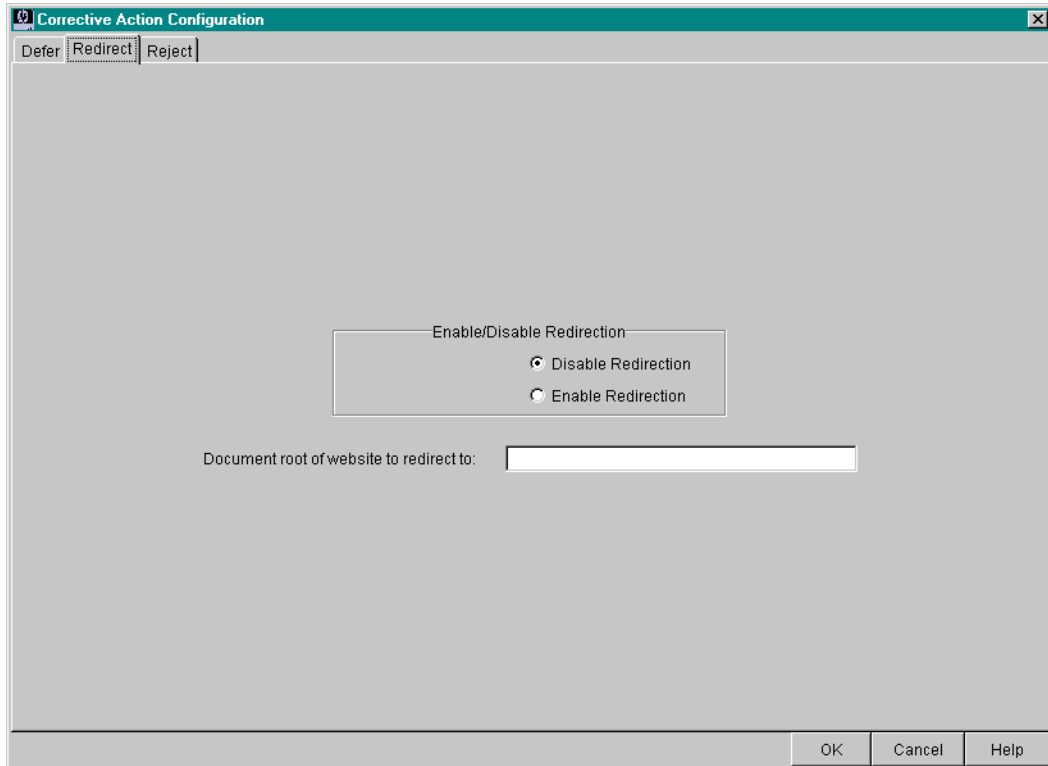 Corrective Action Configuration
Defer Redirect Reject
Enable/Disable Redirection
Disable Redirection
Enable Redirection
Document root of website to redirect to:
OK Cancel Help